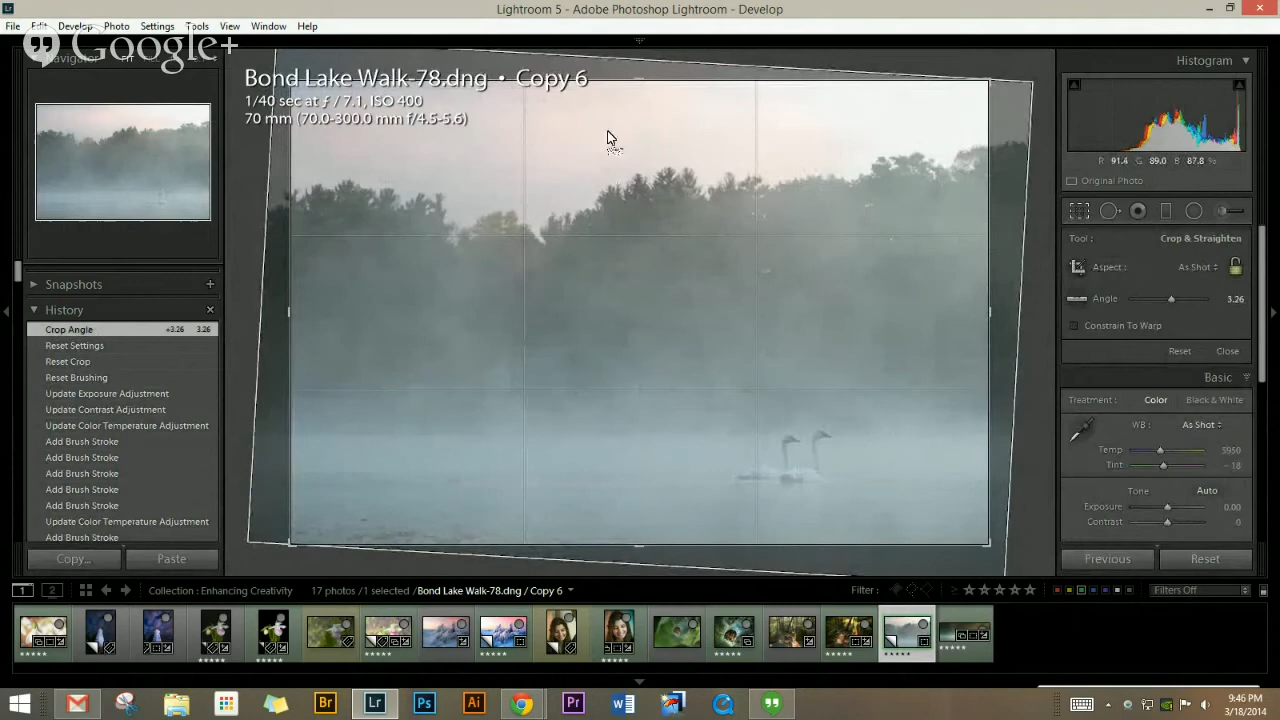 Lr
Lightroom 5 - Adobe Photoshop Lightroom - Develop
File Edit Develop Photo Settings Tools View Window Help
Google+
Navigator
Bond Lake Walk-78.dng • Copy 6
1/40 sec at ƒ / 7.1, ISO 400
70 mm (70.0-300.0 mm f/4.5-5.6)
Snapshots +
History ×
Crop Angle +3.26 3.26
Reset Settings
Reset Crop
Reset Brushing
Update Exposure Adjustment
Update Contrast Adjustment
Update Color Temperature Adjustment
Add Brush Stroke
Add Brush Stroke
Add Brush Stroke
Add Brush Stroke
Add Brush Stroke
Update Color Temperature Adjustment
Add Brush Stroke
Copy... Paste
Histogram
R 91.4 G 89.0 B 87.8 %
Original Photo
Tool : Crop & Straighten
Aspect : As Shot
Angle 3.26
Constrain To Warp
Reset Close
Basic
Treatment : Color Black & White
WB : As Shot
Temp 5950
Tint - 18
Tone Auto
Exposure 0.00
Contrast 0
Previous Reset
1 2 Collection : Enhancing Creativity 17 photos /1 selected /Bond Lake Walk-78.dng / Copy 6 Filter : Filters Off
Br Lr Ps Ai Pr
9:46 PM
3/18/2014